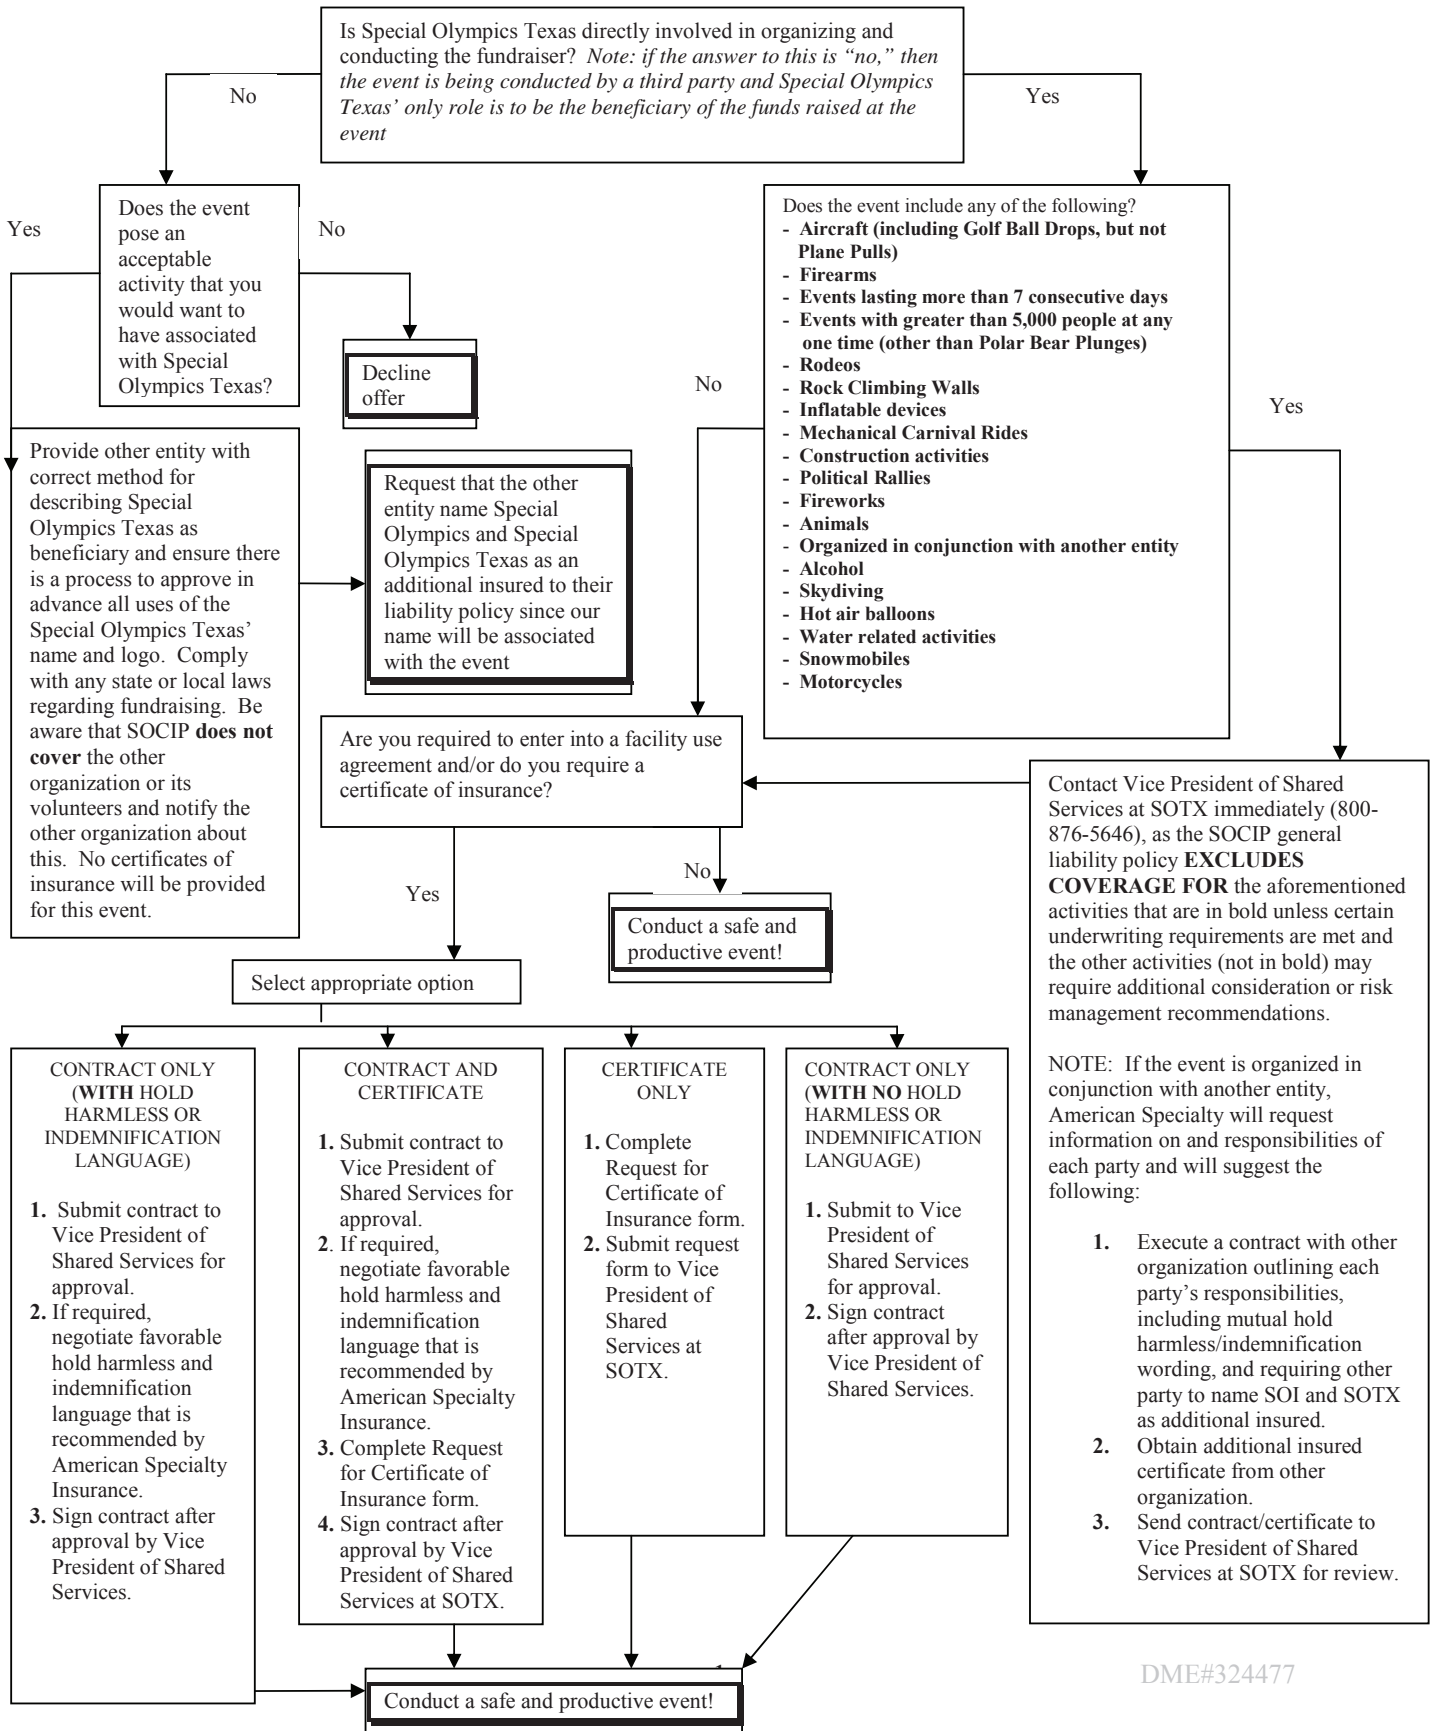 Is Special Olympics Texas directly involved in organizing and
conducting the fundraiser? Note: if the answer to this is “no,” then
the event is being conducted by a third party and Special Olympics
Texas’ only role is to be the beneficiary of the funds raised at the
event
No
Yes
Yes
Does the event
pose an
acceptable
activity that you
would want to
have associated
with Special
Olympics Texas?
No
Decline
offer
Does the event include any of the following?
- Aircraft (including Golf Ball Drops, but not
Plane Pulls)
- Firearms
- Events lasting more than 7 consecutive days
- Events with greater than 5,000 people at any
one time (other than Polar Bear Plunges)
- Rodeos
- Rock Climbing Walls
- Inflatable devices
- Mechanical Carnival Rides
- Construction activities
- Political Rallies
- Fireworks
- Animals
- Organized in conjunction with another entity
- Alcohol
- Skydiving
- Hot air balloons
- Water related activities
- Snowmobiles
- Motorcycles
No
Yes
Provide other entity with
correct method for
describing Special
Olympics Texas as
beneficiary and ensure there
is a process to approve in
advance all uses of the
Special Olympics Texas’
name and logo. Comply
with any state or local laws
regarding fundraising. Be
aware that SOCIP does not
cover the other
organization or its
volunteers and notify the
other organization about
this. No certificates of
insurance will be provided
for this event.
Request that the other
entity name Special
Olympics and Special
Olympics Texas as an
additional insured to their
liability policy since our
name will be associated
with the event
Are you required to enter into a facility use
agreement and/or do you require a
certificate of insurance?
Yes
No
Conduct a safe and
productive event!
Contact Vice President of Shared
Services at SOTX immediately (800-
876-5646), as the SOCIP general
liability policy EXCLUDES
COVERAGE FOR the aforementioned
activities that are in bold unless certain
underwriting requirements are met and
the other activities (not in bold) may
require additional consideration or risk
management recommendations.
NOTE: If the event is organized in
conjunction with another entity,
American Specialty will request
information on and responsibilities of
each party and will suggest the
following:
1. Execute a contract with other
organization outlining each
party’s responsibilities,
including mutual hold
harmless/indemnification
wording, and requiring other
party to name SOI and SOTX
as additional insured.
2. Obtain additional insured
certificate from other
organization.
3. Send contract/certificate to
Vice President of Shared
Services at SOTX for review.
Select appropriate option
CONTRACT ONLY
(WITH HOLD
HARMLESS OR
INDEMNIFICATION
LANGUAGE)
1. Submit contract to
Vice President of
Shared Services for
approval.
2. If required,
negotiate favorable
hold harmless and
indemnification
language that is
recommended by
American Specialty
Insurance.
3. Sign contract after
approval by Vice
President of Shared
Services.
CONTRACT AND
CERTIFICATE
1. Submit contract to
Vice President of
Shared Services for
approval.
2. If required,
negotiate favorable
hold harmless and
indemnification
language that is
recommended by
American Specialty
Insurance.
3. Complete Request
for Certificate of
Insurance form.
4. Sign contract after
approval by Vice
President of Shared
Services at SOTX.
CERTIFICATE
ONLY
1. Complete
Request for
Certificate of
Insurance form.
2. Submit request
form to Vice
President of
Shared
Services at
SOTX.
CONTRACT ONLY
(WITH NO HOLD
HARMLESS OR
INDEMNIFICATION
LANGUAGE)
1. Submit to Vice
President of
Shared Services
for approval.
2. Sign contract
after approval by
Vice President of
Shared Services.
Conduct a safe and productive event!
DME#324477